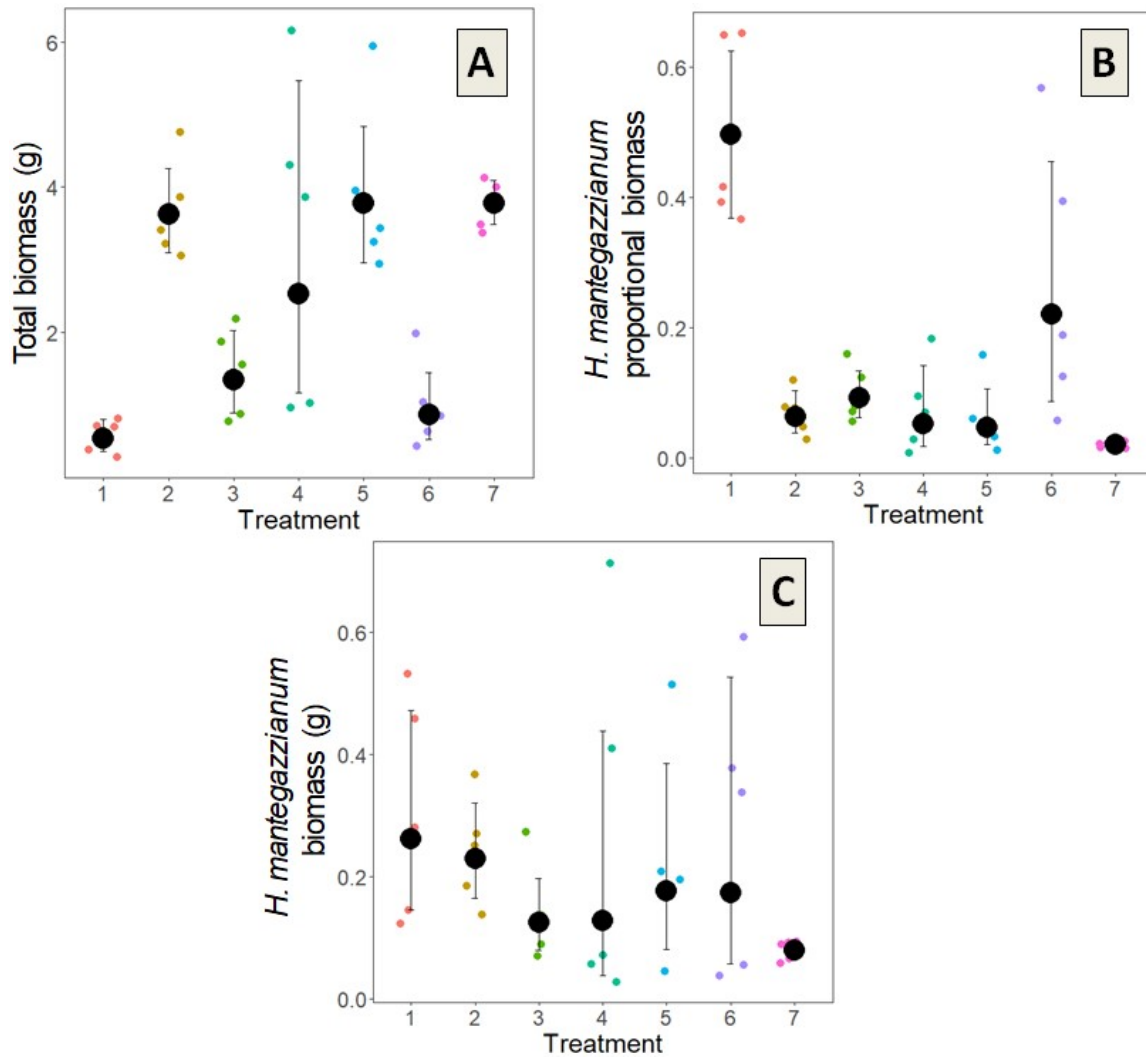 A
6
4
2
Total biomass (g)
1 2 3 4 5 6 7
Treatment
B
0.6
0.4
0.2
0.0
H. mantegazzianum
proportional biomass
1 2 3 4 5 6 7
Treatment
C
0.6
0.4
0.2
0.0
H. mantegazzianum
biomass (g)
1 2 3 4 5 6 7
Treatment